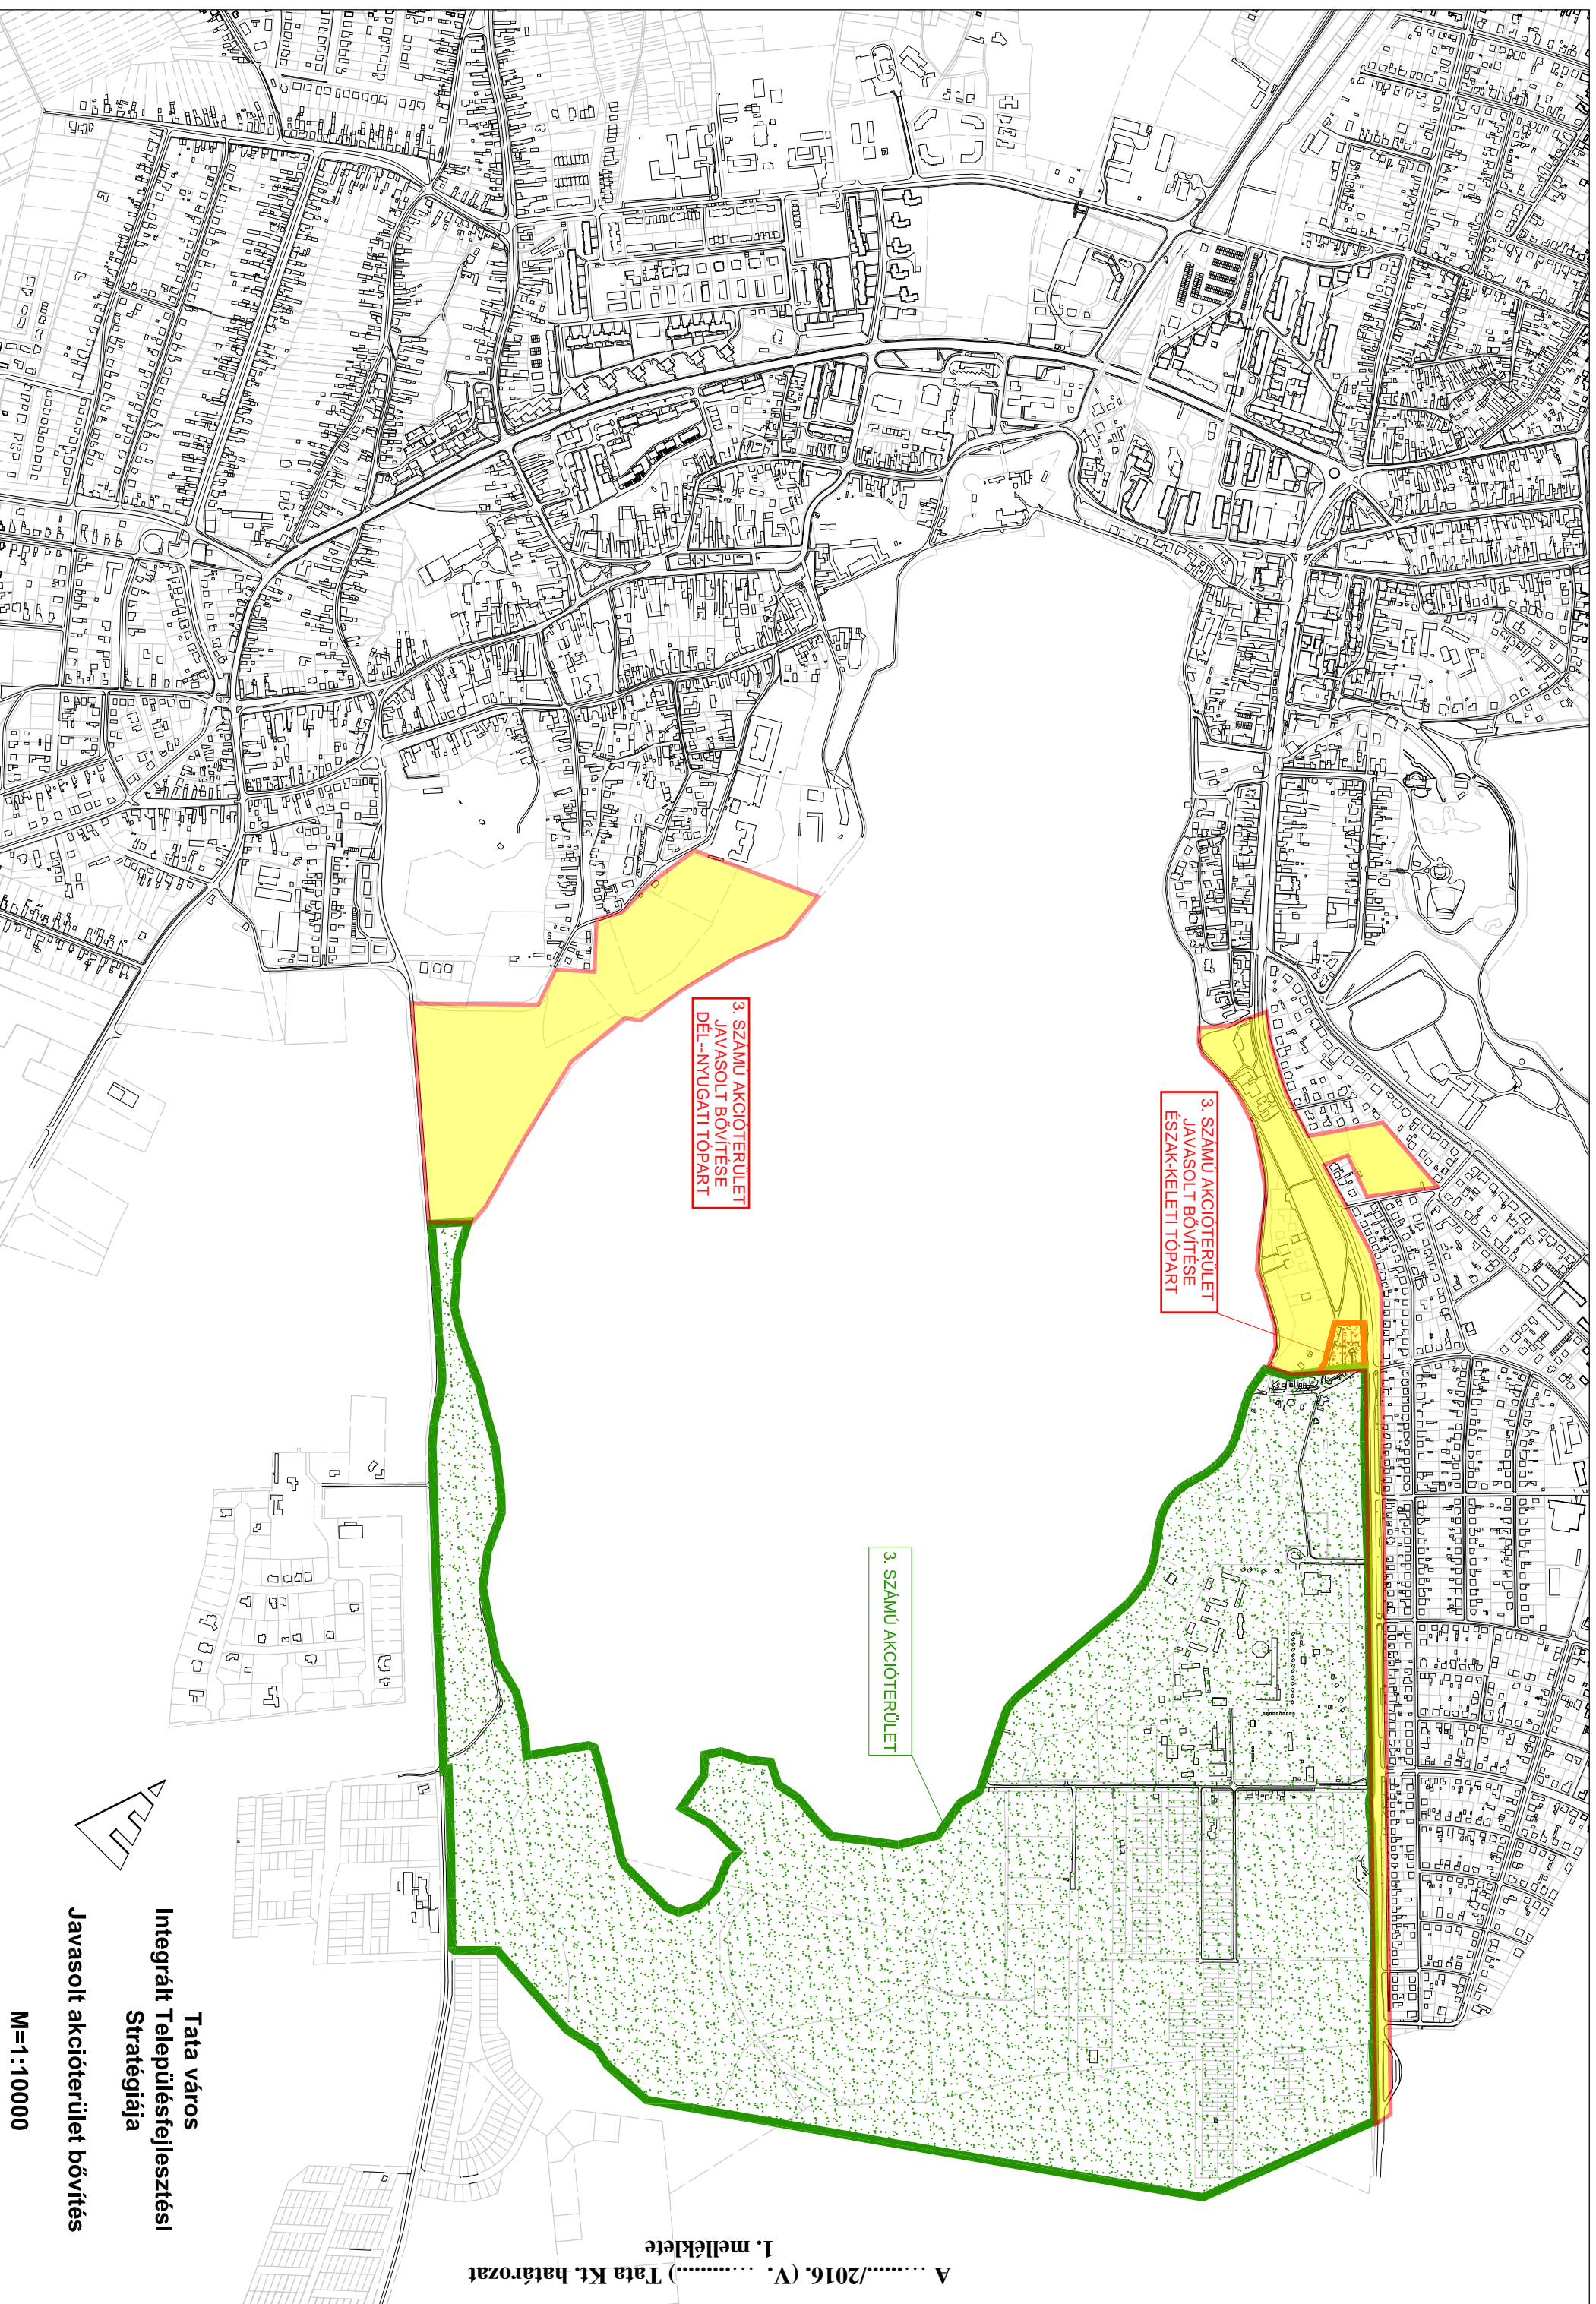 A ........../2016. (V. ............) Tata Kt. határozat
1. melléklete
3. SZÁMÚ AKCIÓTERÜLET
JAVASOLT BŐVÍTÉSE
ÉSZAK-KELETI TÓPART
3. SZÁMÚ AKCIÓTERÜLET
JAVASOLT BŐVÍTÉSE
DÉL--NYUGATI TÓPART
3. SZÁMÚ AKCIÓTERÜLET
É
Tata város
Integrált Településfejlesztési
Stratégiája
Javasolt akcióterület bővítés
M=1:10000